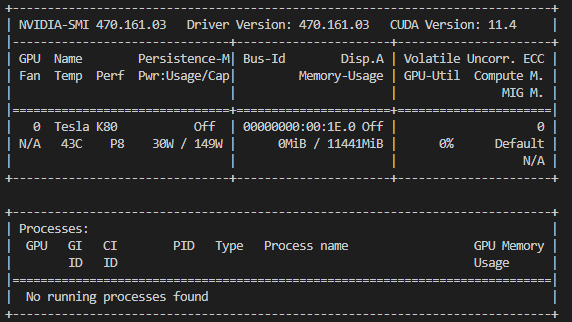 NVIDIA-SMI 470.161.03   Driver Version: 470.161.03   CUDA Version: 11.4
GPU  Name        Persistence-M| Bus-Id        Disp.A | Volatile Uncorr. ECC
Fan  Temp  Perf  Pwr:Usage/Cap|         Memory-Usage | GPU-Util  Compute M.
MIG M.
0  Tesla K80           Off  | 00000000:00:1E.0 Off |                    0
N/A   43C    P8    30W / 149W |      0MiB / 11441MiB |      0%      Default
N/A
Processes:
GPU   GI   CI        PID   Type   Process name                  GPU Memory
ID   ID                                                   Usage
No running processes found